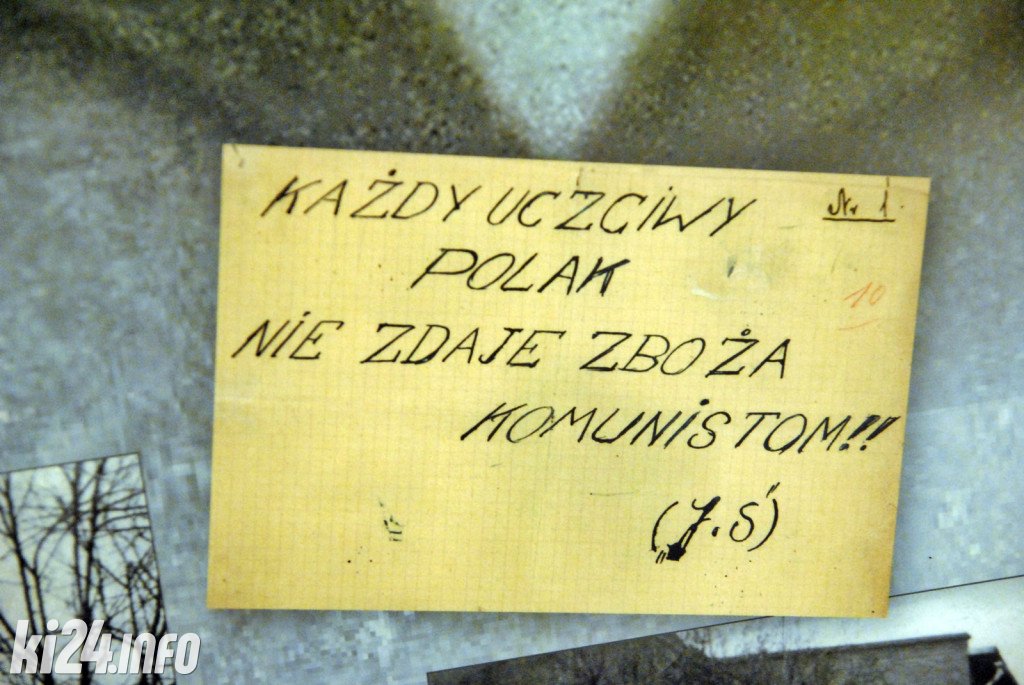 KAŻDY UCZCIWY
Nr 1.
POLAK
10
NIE ZDAJE ZBOŻA
KOMUNISTOM!!
(J.Ś)
ki24.info